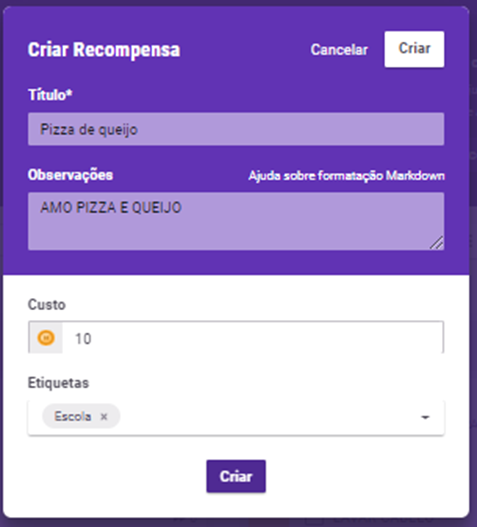 Criar Recompensa
Cancelar
Criar
Título*
Pizza de queijo
Observações
Ajuda sobre formatação Markdown
AMO PIZZA E QUEIJO
Custo
10
Etiquetas
Escola ×
Criar